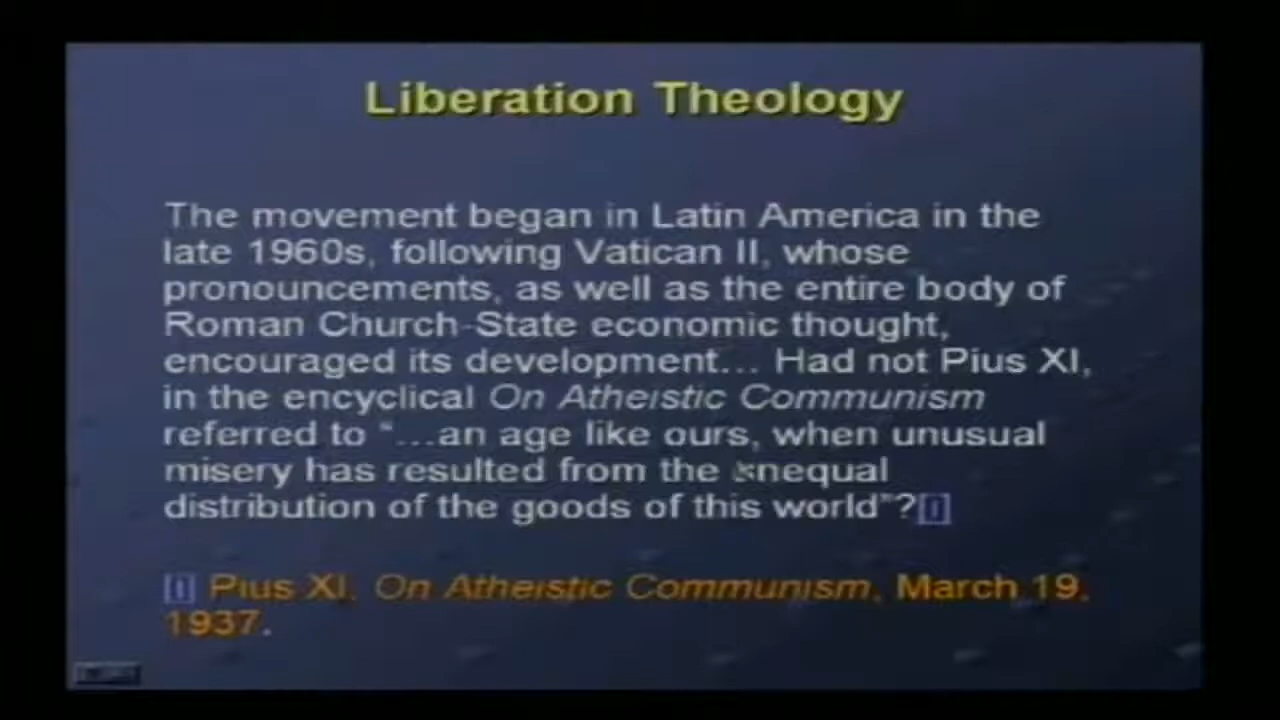 Liberation Theology
The movement began in Latin America in the
late 1960s, following Vatican II, whose
pronouncements, as well as the entire body of
Roman Church-State economic thought,
encouraged its development… Had not Pius XI,
in the encyclical On Atheistic Communism
referred to “…an age like ours, when unusual
misery has resulted from the unequal
distribution of the goods of this world”?[i]
[i] Pius XI, On Atheistic Communism, March 19,
1937.